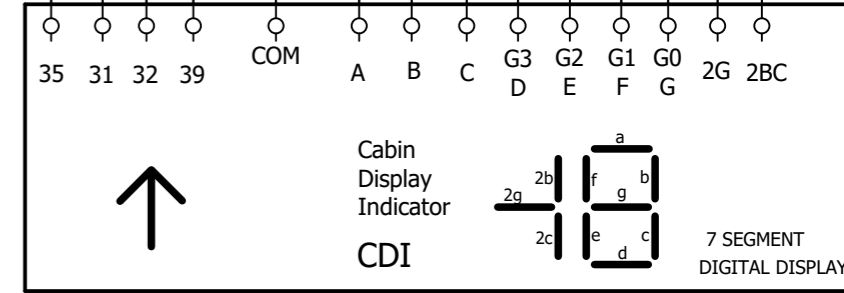 35 31 32 39 COM A B C G3 G2 G1 G0 2G 2BC
D E F G
Cabin
Display
Indicator
CDI
a
2b f b
2g g
2c e c
d
7 SEGMENT
DIGITAL DISPLAY